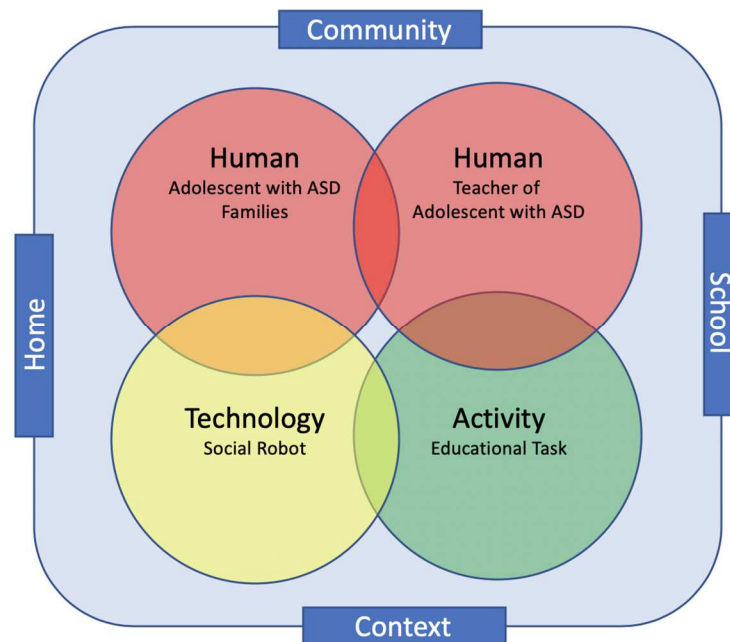 Community
Human
Adolescent with ASD
Families
Human
Teacher of
Adolescent with ASD
Home
School
Technology
Social Robot
Activity
Educational Task
Context